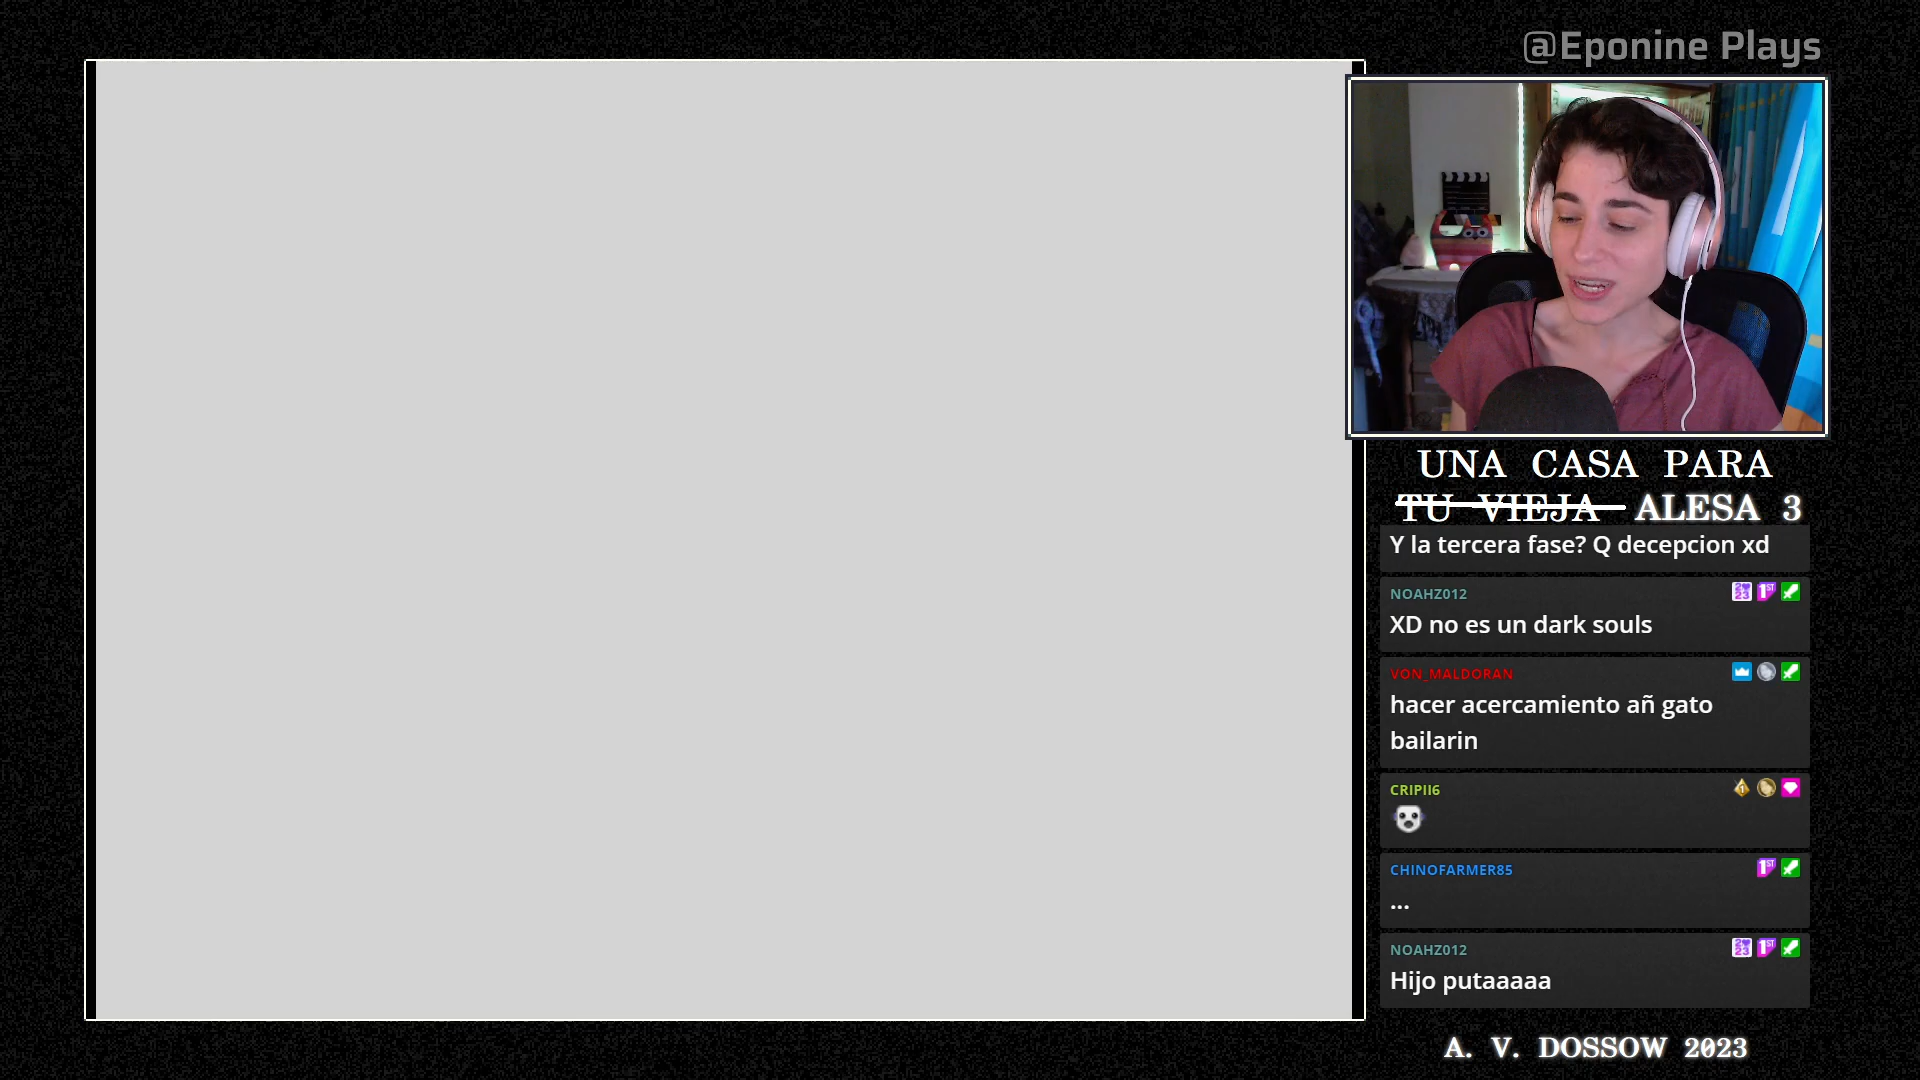 @Eponine Plays
UNA CASA PARA
TU VIEJA ALESA 3
Y la tercera fase? Q decepcion xd
NOAHZ012
XD no es un dark souls
VON_MALDORAN
hacer acercamiento añ gato
bailarin
CRIPII6
CHINOFARMER85
...
NOAHZ012
Hijo putaaaaa
A. V. DOSSOW 2023